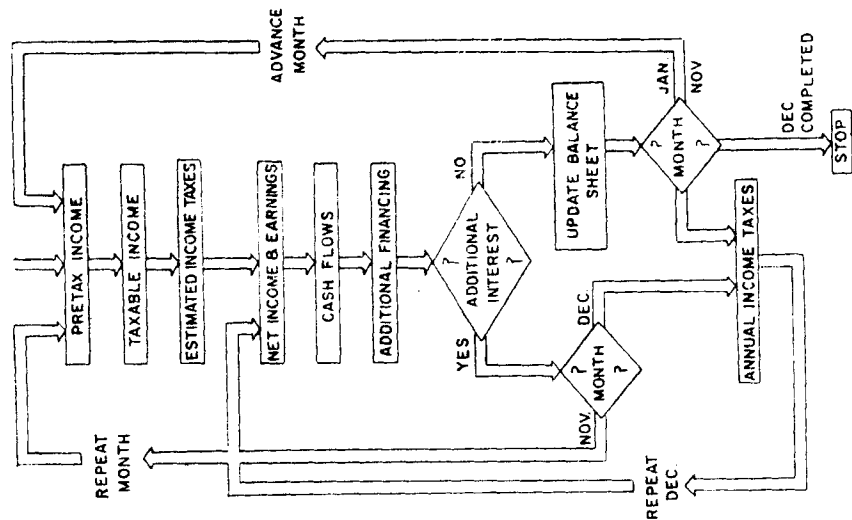 ADVANCE
MONTH
PRETAX INCOME
TAXABLE INCOME
ESTIMATED INCOME TAXES
NET INCOME & EARNINGS
CASH FLOWS
ADDITIONAL FINANCING
?
ADDITIONAL
INTEREST
?
YES
NO
UPDATE BALANCE
SHEET
?
MONTH
?
JAN.
NOV
DEC
COMPLETED
STOP
?
MONTH
?
NOV.
DEC.
ANNUAL INCOME TAXES
REPEAT
MONTH
REPEAT
DEC.